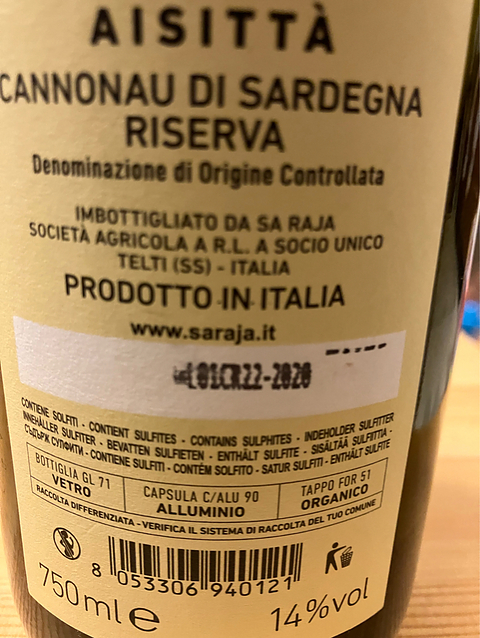 AISITTÀ
CANNONAU DI SARDEGNA
RISERVA
Denominazione di Origine Controllata
IMBOTTIGLIATO DA SA RAJA
SOCIETÀ AGRICOLA A R.L. A SOCIO UNICO
TELTI (SS) - ITALIA
PRODOTTO IN ITALIA
www.saraja.it
L01CR22-2020
CONTIENE SOLFITI - CONTIENT SULFITES - CONTAINS SULPHITES - INDEHOLDER SULFITTER
INNEHÅLLER SULFITER - BEVATTEN SULFIETEN - ENTHÄLT SULFITE - SISÄLTÄÄ SULFIITTIA -
СЪДЪРЖ СУЛФИТИ - CONTIENE SULFITI - CONTÉM SOLFITO - SATUR SULFITI - ENTHÄLT SULFITE
BOTTIGLIA GL 71
VETRO
CAPSULA C/ALU 90
ALLUMINIO
TAPPO FOR 51
ORGANICO
RACCOLTA DIFFERENZIATA - VERIFICA IL SISTEMA DI RACCOLTA DEL TUO COMUNE
8 053306 940121
750ml e
14%vol